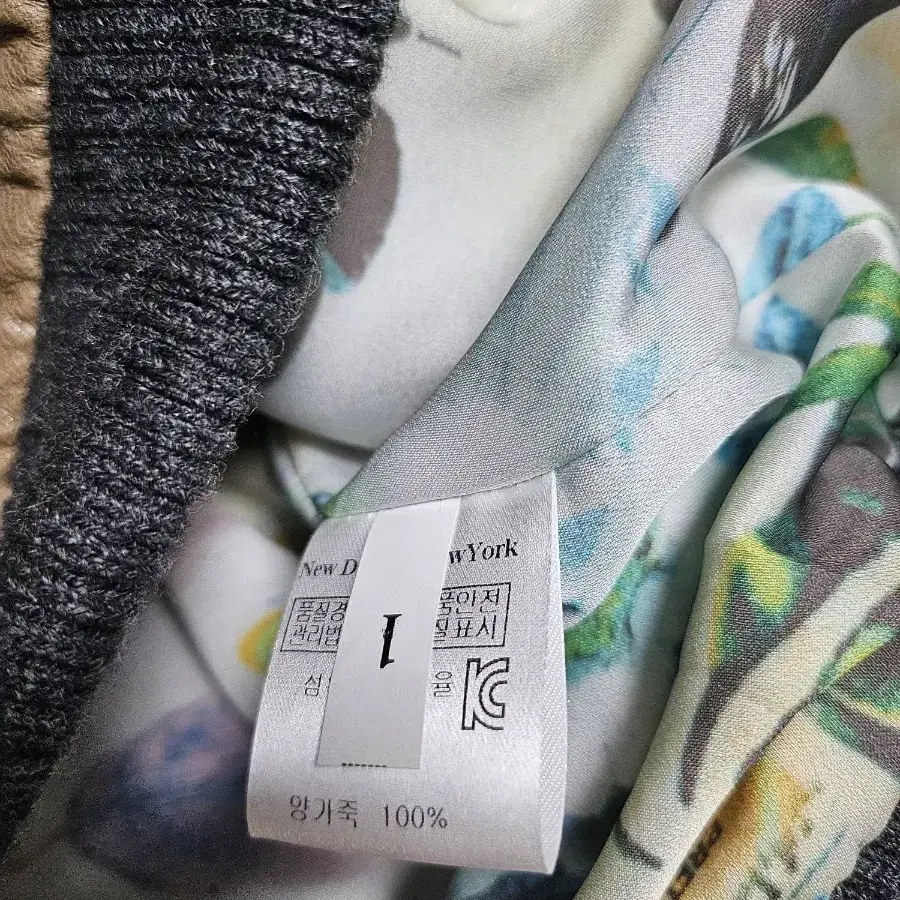 New D wYork
품질경 품안전
관리법 질표시
섬 율
1
양가죽 100%